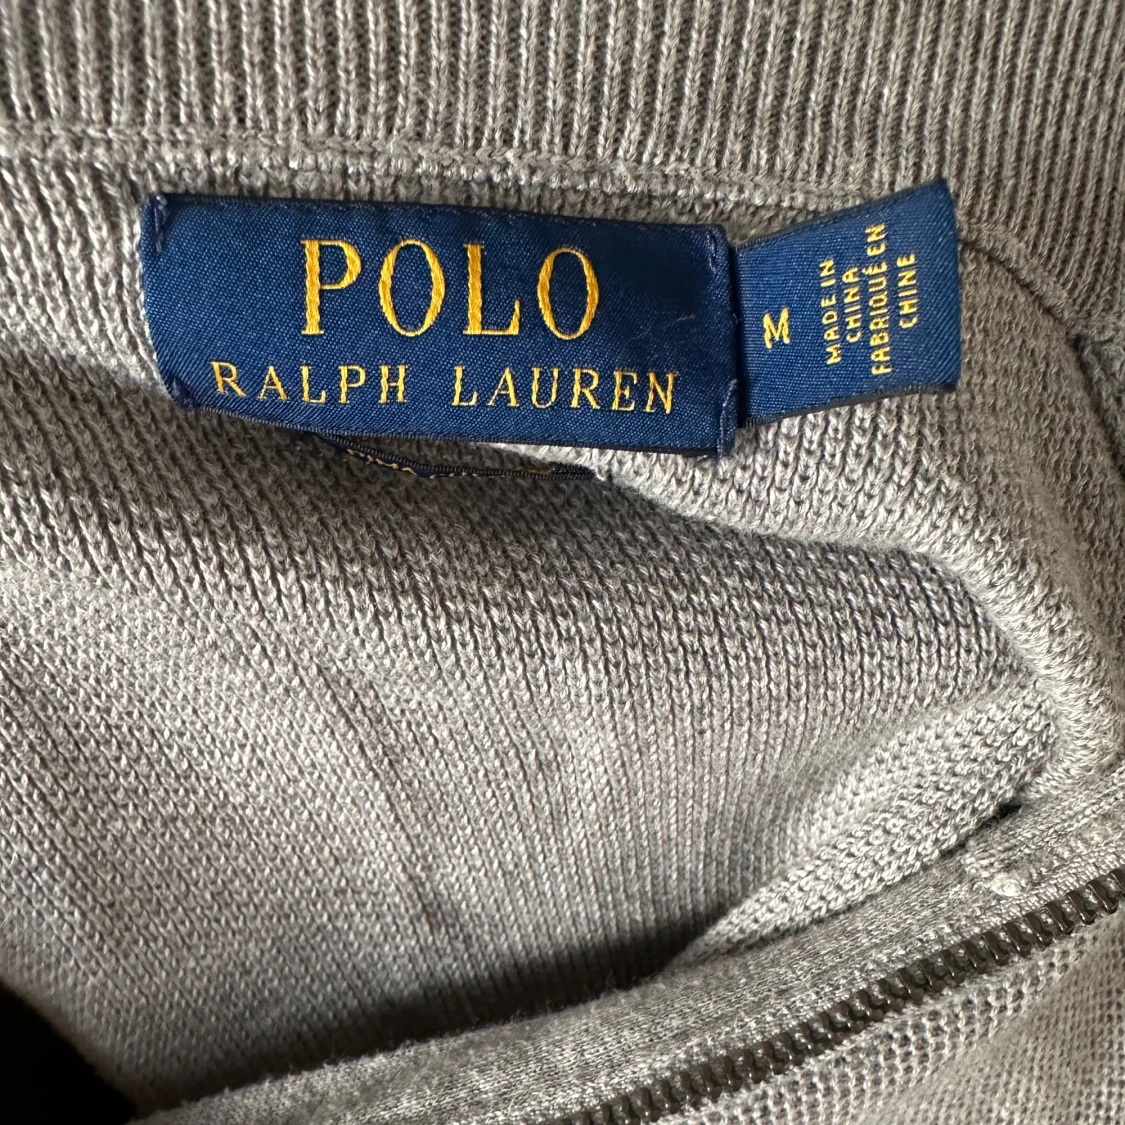 POLO
RALPH LAUREN
M
MADE IN
CHINA
FABRIQUÉ EN
CHINE